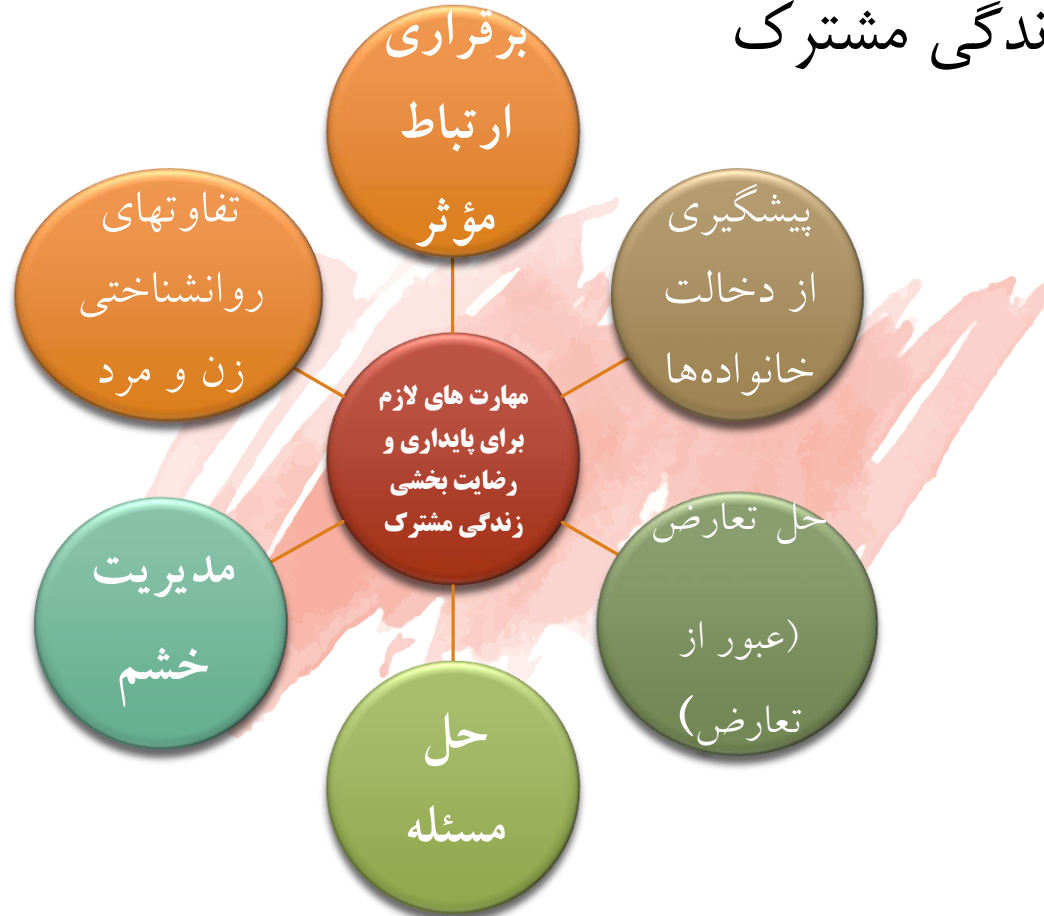 ندگی مشترک
برقراری
ارتباط
مؤثر
پیشگیری
از دخالت
خانواده‌ها
حل تعارض
(عبور از
تعارض)
حل
مسئله
مدیریت
خشم
تفاوتهای
روانشناختی
زن و مرد
مهارت های لازم
برای پایداری و
رضایت بخشی
زندگی مشترک